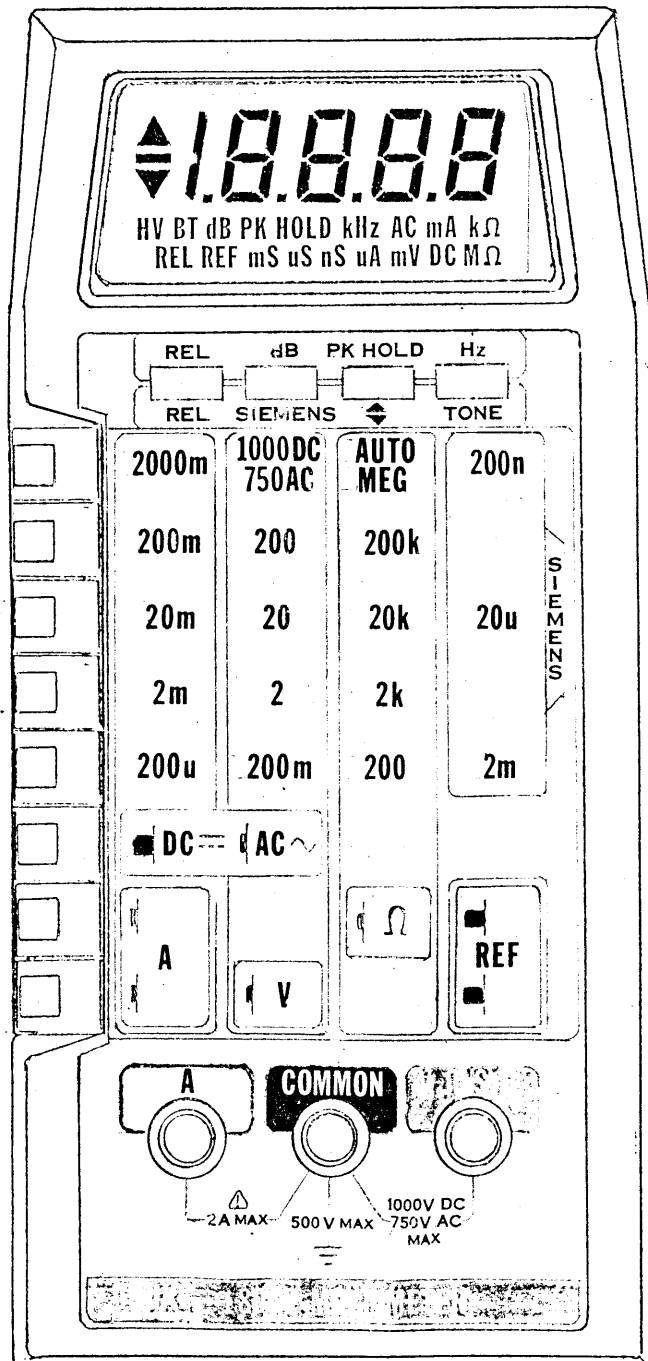 1.8.8.8.8
HV BT dB PK HOLD kHz AC mA kΩ
REL REF mS uS nS uA mV DC MΩ
REL dB PK HOLD Hz
REL SIEMENS TONE
2000m 1000DC 750AC AUTO MEG 200n
200m 200 200k
20m 20 20k 20u
2m 2 2k
200u 200m 200 2m
SIEMENS
DC AC
A V Ω REF
A COMMON S
2A MAX 500V MAX 1000V DC
750V AC
MAX